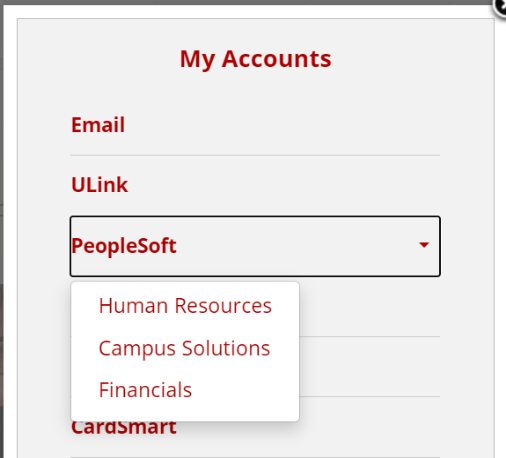 My Accounts
Email
ULink
PeopleSoft
Human Resources
Campus Solutions
Financials
CardSmart